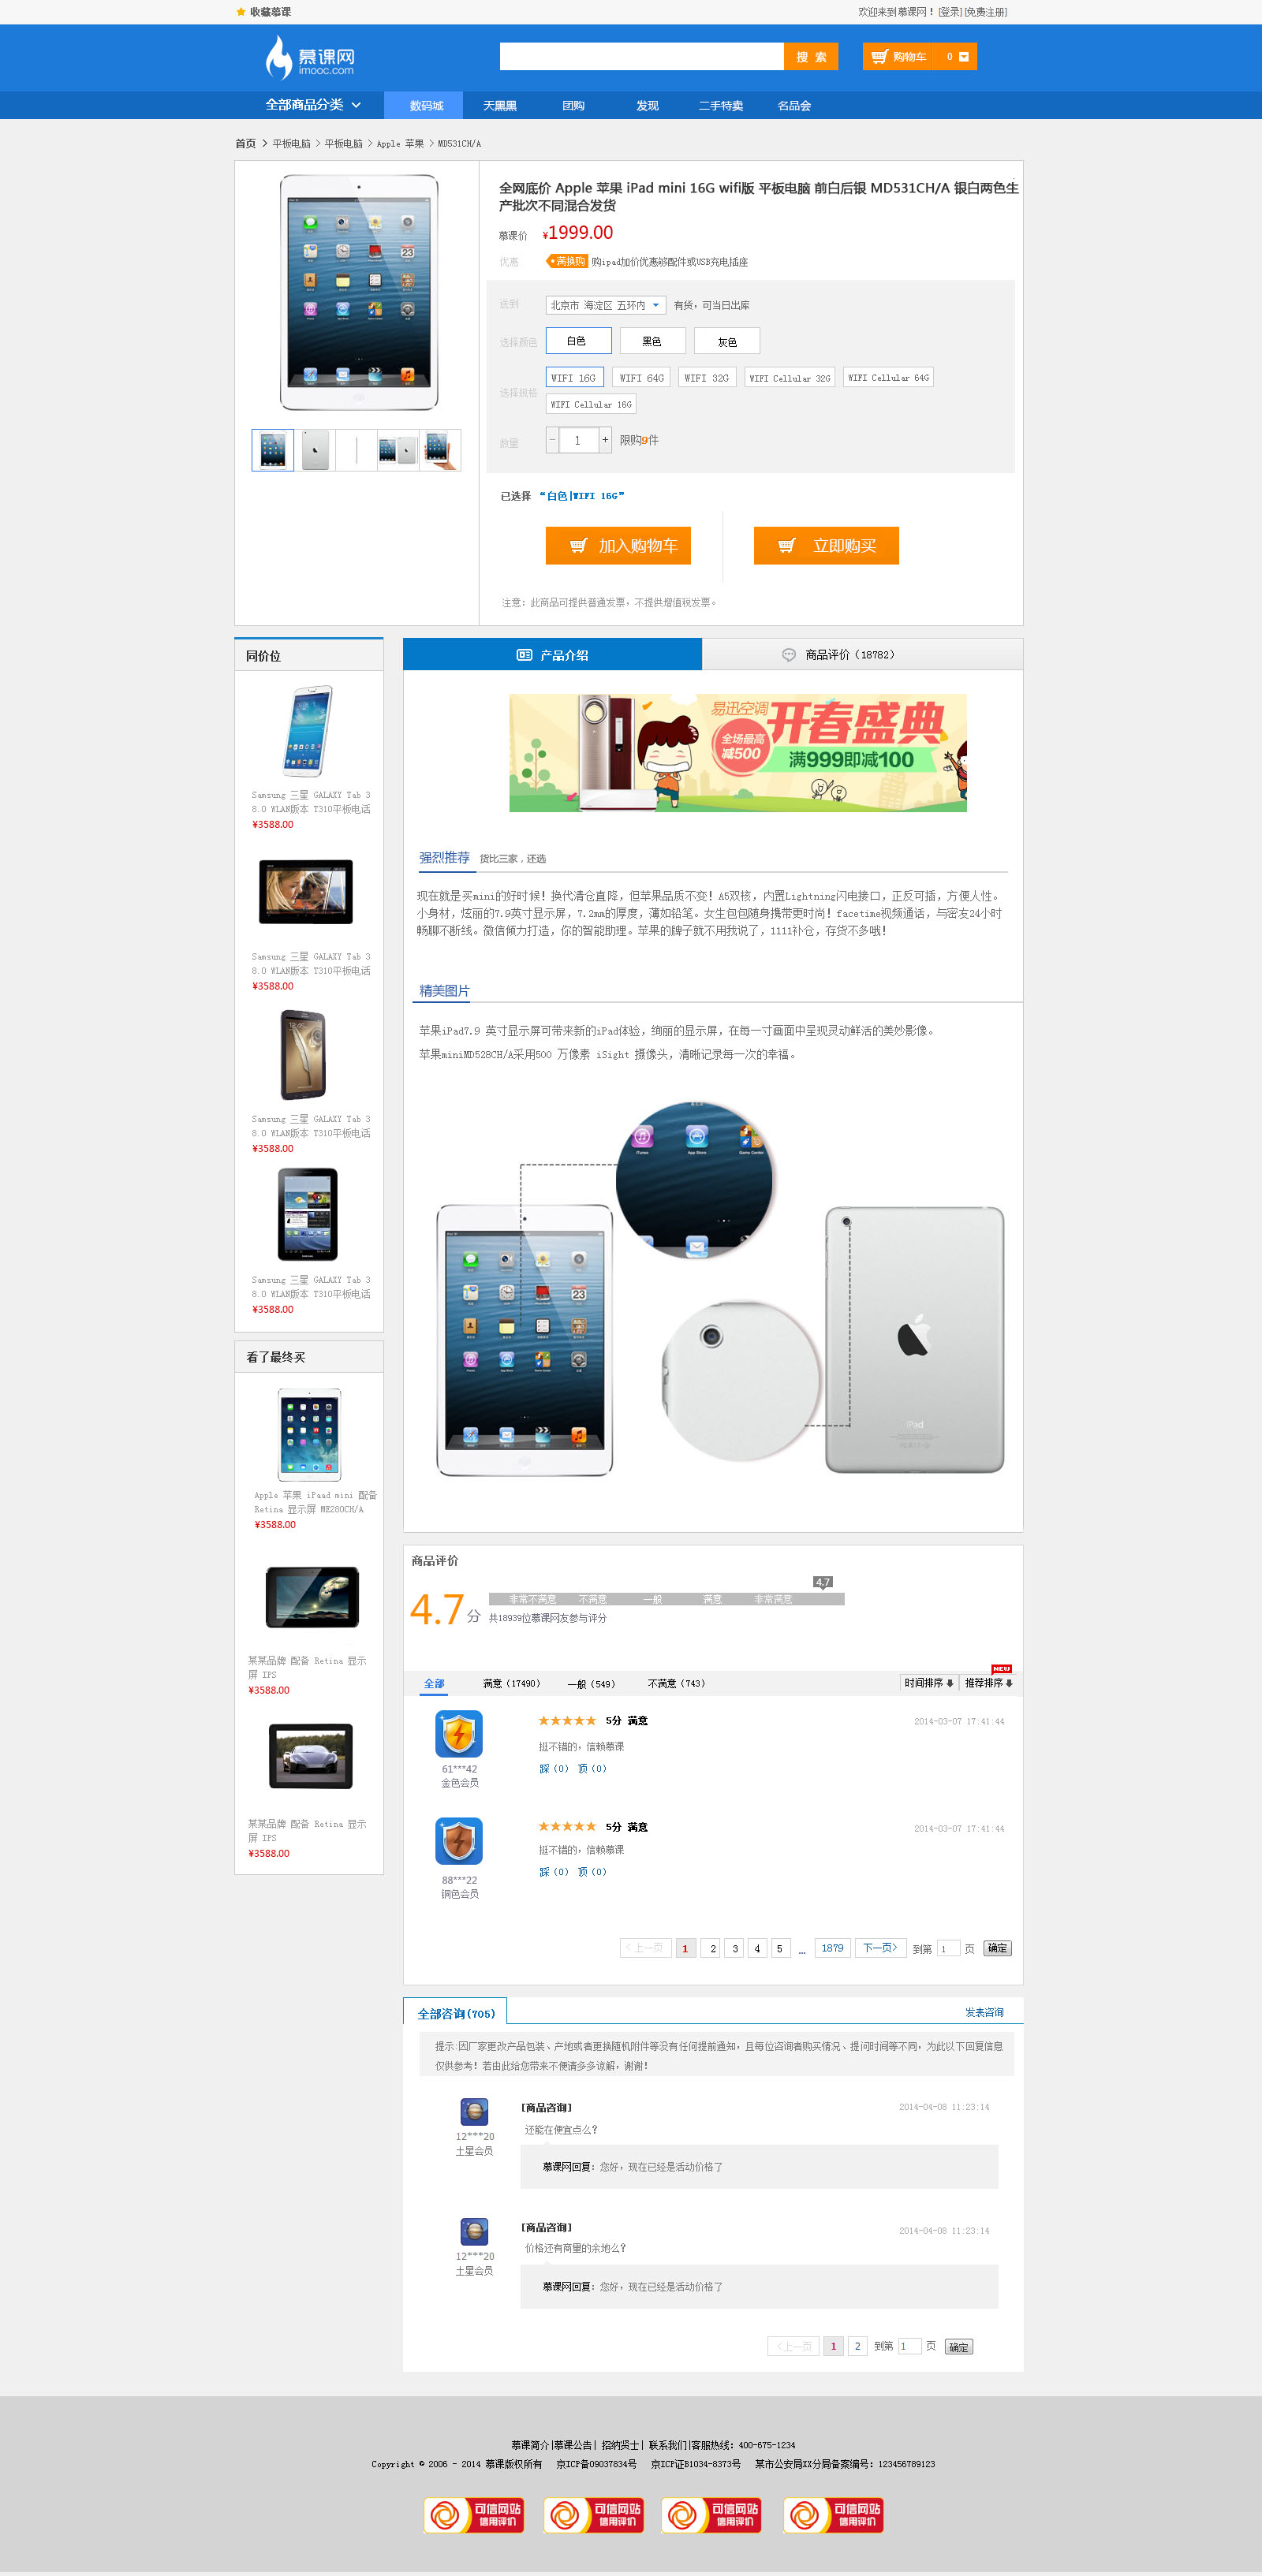 收藏慕课
欢迎来到慕课网！ [登录] [免费注册]
慕课网
imooc.com
搜 索
购物车 0
全部商品分类 数码城 天黑黑 团购 发现 二手特卖 名品会
首页 > 平板电脑 > 平板电脑 > Apple 苹果 > MD531CH/A
全网底价 Apple 苹果 iPad mini 16G wifi版 平板电脑 前白后银 MD531CH/A 银白两色生
产批次不同混合发货
慕课价 ¥1999.00
优惠 满换购 购ipad加价优惠够配件或USB充电插座
送到 北京市 海淀区 五环内 有货，可当日出库
选择颜色 白色 黑色 灰色
选择规格 WIFI 16G WIFI 64G WIFI 32G WIFI Cellular 32G WIFI Cellular 64G
WIFI Cellular 16G
数量 − 1 + 限购9件
已选择 “白色|WIFI 16G”
加入购物车 立即购买
注意：此商品可提供普通发票，不提供增值税发票。
同价位
Samsung 三星 GALAXY Tab 3
8.0 WLAN版本 T310平板电话
¥3588.00
Samsung 三星 GALAXY Tab 3
8.0 WLAN版本 T310平板电话
¥3588.00
Samsung 三星 GALAXY Tab 3
8.0 WLAN版本 T310平板电话
¥3588.00
Samsung 三星 GALAXY Tab 3
8.0 WLAN版本 T310平板电话
¥3588.00
看了最终买
Apple 苹果 iPaad mini 配备
Retina 显示屏 ME280CH/A
¥3588.00
某某品牌 配备 Retina 显示
屏 IPS
¥3588.00
某某品牌 配备 Retina 显示
屏 IPS
¥3588.00
产品介绍 商品评价（18782）
易迅空调 开春盛典
全场最高
减500
满999即减100
强烈推荐 货比三家，还选
现在就是买mini的好时候！换代清仓直降，但苹果品质不变！A5双核，内置Lightning闪电接口，正反可插，方便人性。
小身材，炫丽的7.9英寸显示屏，7.2mm的厚度，薄如铅笔。女生包包随身携带更时尚！facetime视频通话，与密友24小时
畅聊不断线。微信倾力打造，你的智能助理。苹果的牌子就不用我说了，1111补仓，存货不多哦！
精美图片
苹果iPad7.9 英寸显示屏可带来新的iPad体验，绚丽的显示屏，在每一寸画面中呈现灵动鲜活的美妙影像。
苹果miniMD528CH/A采用500 万像素 iSight 摄像头，清晰记录每一次的幸福。
iTunes App Store Game Center
23
iPad
商品评价
4.7分
4.7
非常不满意 不满意 一般 满意 非常满意
共18939位慕课网友参与评分
全部 满意（17490） 一般（549） 不满意（743） 时间排序 推荐排序 NEW
5分 满意 2014-03-07 17:41:44
挺不错的，信赖慕课
踩（0） 顶（0）
61***42
金色会员
5分 满意 2014-03-07 17:41:44
挺不错的，信赖慕课
踩（0） 顶（0）
88***22
铜色会员
上一页 1 2 3 4 5 … 1879 下一页 到第 1 页 确定
全部咨询(705) 发表咨询
提示:因厂家更改产品包装、产地或者更换随机附件等没有任何提前通知，且每位咨询者购买情况、提问时间等不同，为此以下回复信息
仅供参考！若由此给您带来不便请多多谅解，谢谢！
[商品咨询] 2014-04-08 11:23:14
还能在便宜点么？
12***20
土星会员
慕课网回复：您好，现在已经是活动价格了
[商品咨询] 2014-04-08 11:23:14
价格还有商量的余地么？
12***20
土星会员
慕课网回复：您好，现在已经是活动价格了
上一页 1 2 到第 1 页 确定
慕课简介|慕课公告| 招纳贤士| 联系我们|客服热线：400-675-1234
Copyright © 2006 - 2014 慕课版权所有 京ICP备09037834号 京ICP证B1034-8373号 某市公安局XX分局备案编号：123456789123
可信网站 可信网站 可信网站 可信网站
信用评价 信用评价 信用评价 信用评价